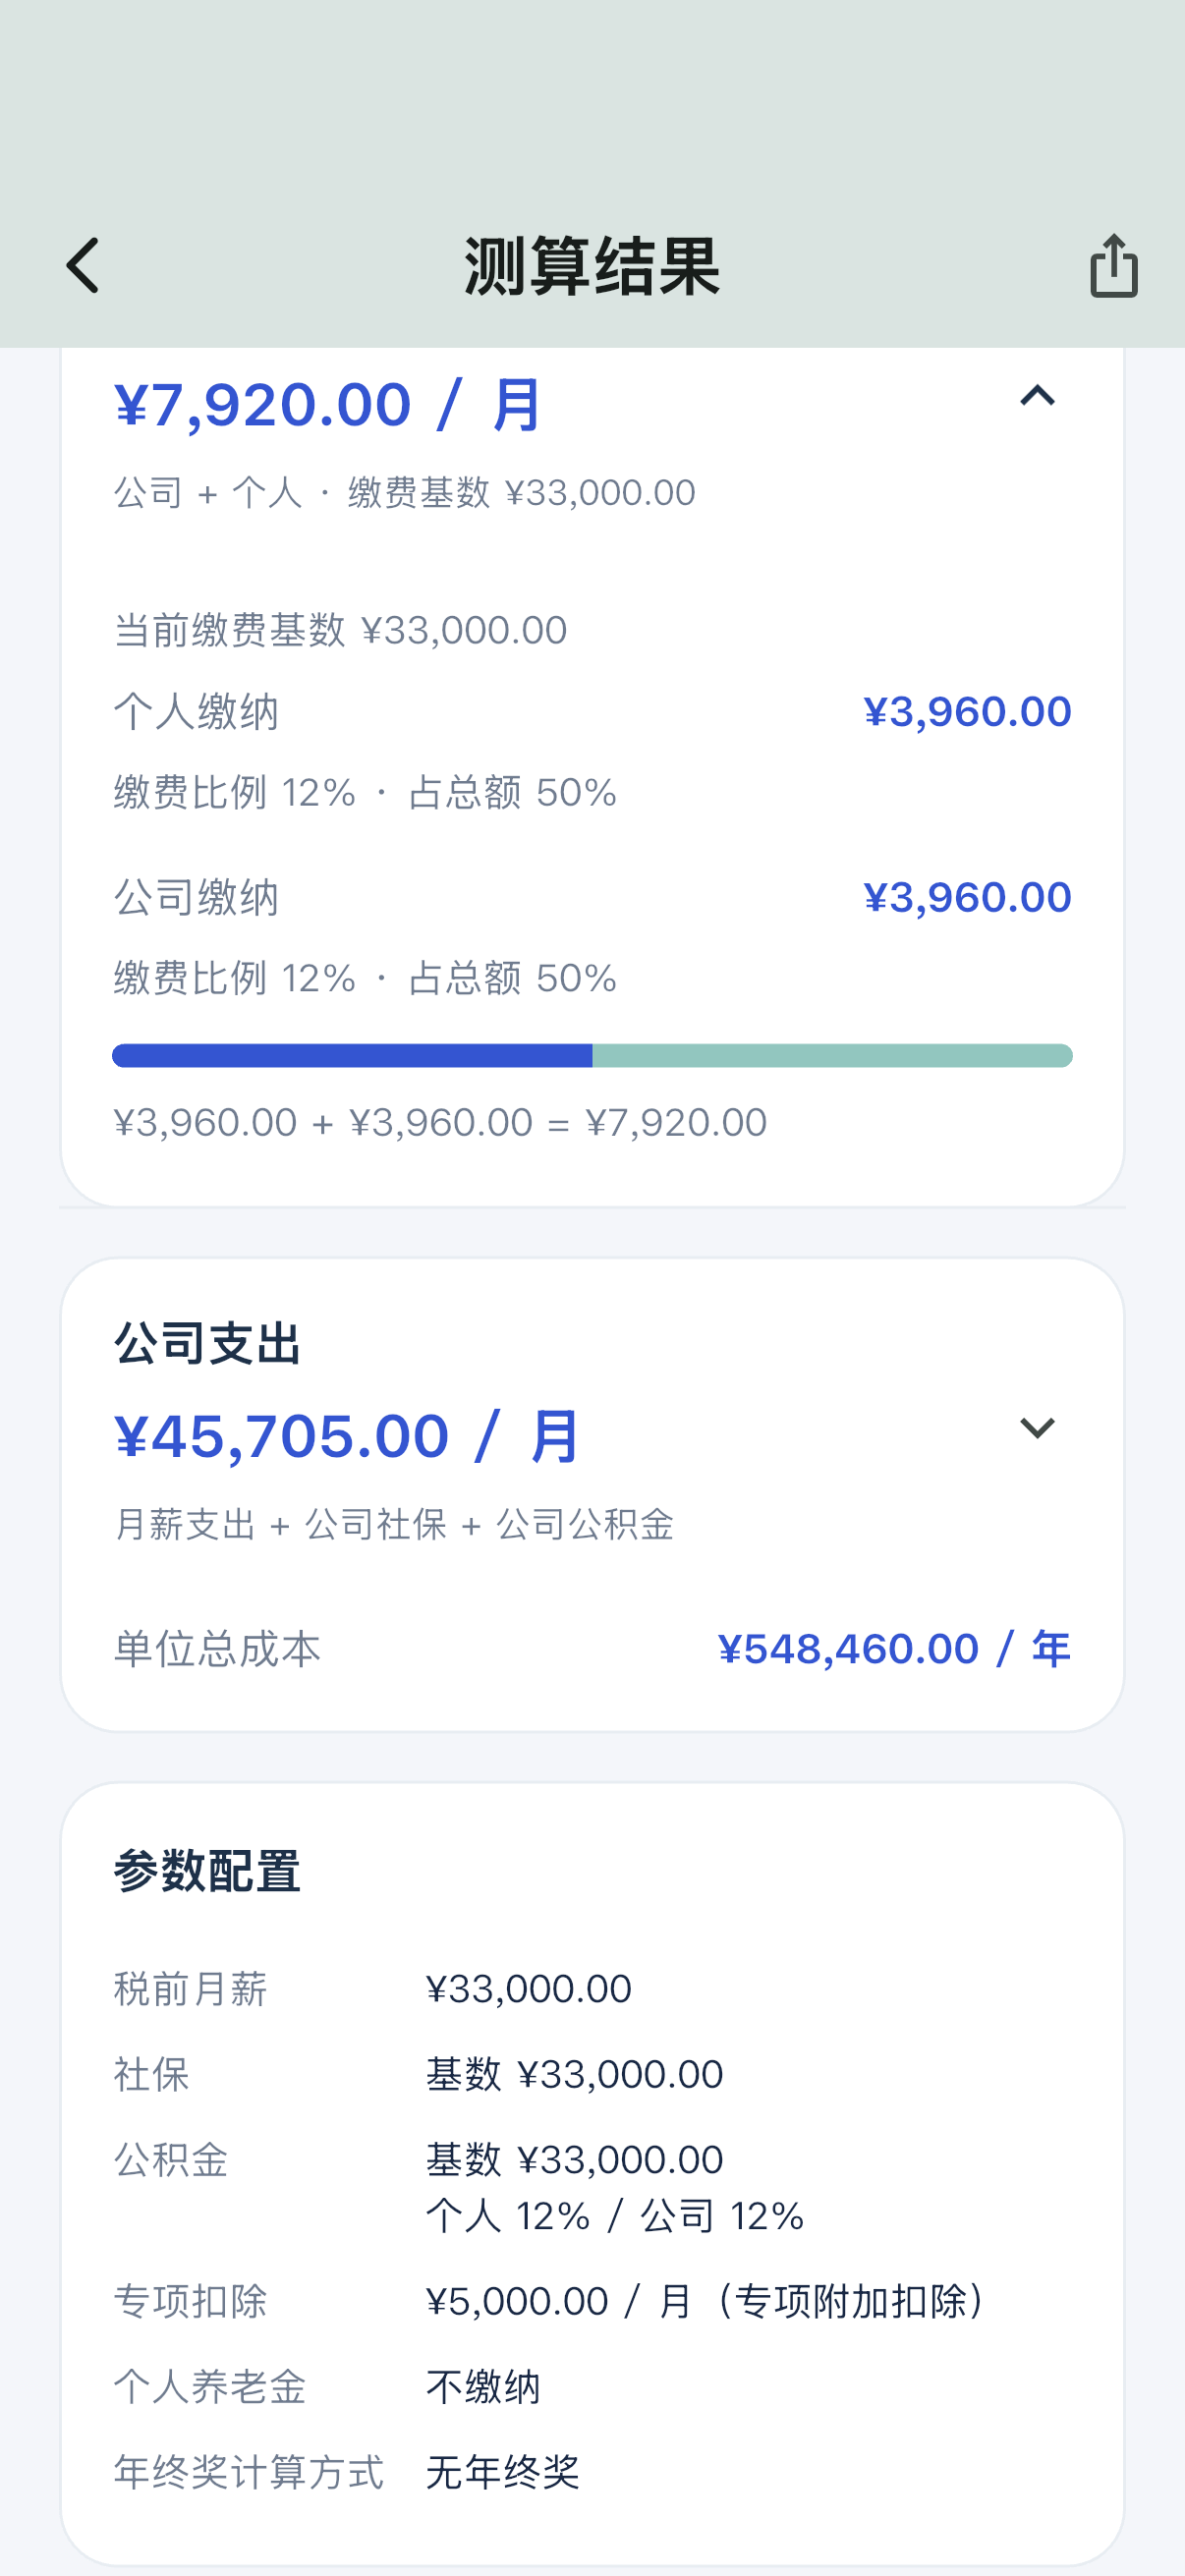 测算结果
¥7,920.00 / 月
公司 + 个人 · 缴费基数 ¥33,000.00
当前缴费基数 ¥33,000.00
个人缴纳 ¥3,960.00
缴费比例 12% · 占总额 50%
公司缴纳 ¥3,960.00
缴费比例 12% · 占总额 50%
¥3,960.00 + ¥3,960.00 = ¥7,920.00
公司支出
¥45,705.00 / 月
月薪支出 + 公司社保 + 公司公积金
单位总成本 ¥548,460.00 / 年
参数配置
税前月薪 ¥33,000.00
社保 基数 ¥33,000.00
公积金 基数 ¥33,000.00
个人 12% / 公司 12%
专项扣除 ¥5,000.00 / 月（专项附加扣除）
个人养老金 不缴纳
年终奖计算方式 无年终奖